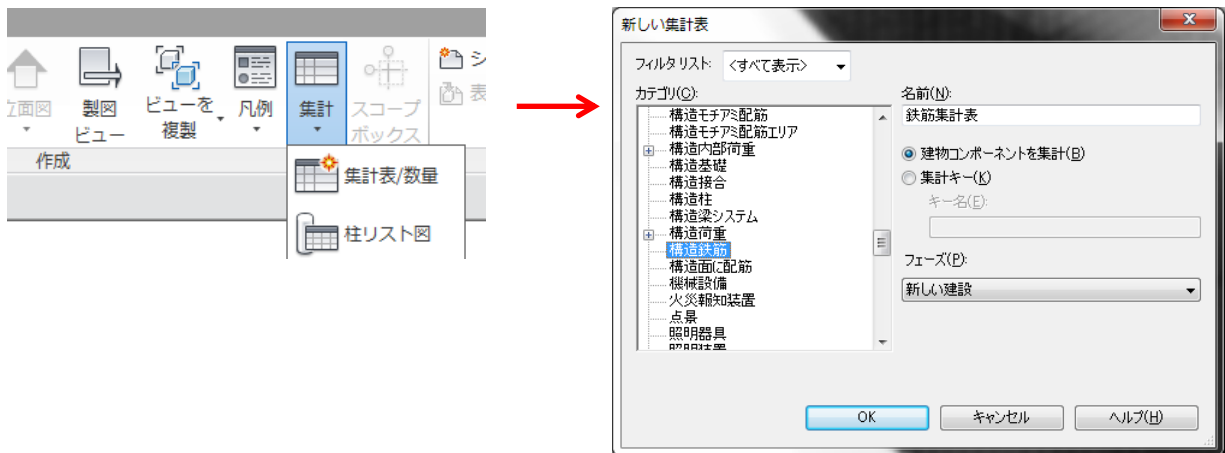 立面図
製図
ビュー
ビューを
複製
凡例
集計
スコープ
ボックス
シ
表
作成
集計表/数量
柱リスト図
新しい集計表
フィルタ リスト:
<すべて表示>
カテゴリ(C):
構造モチアミ配筋
構造モチアミ配筋エリア
構造内部荷重
構造基礎
構造接合
構造柱
構造梁システム
構造荷重
構造鉄筋
構造面に配筋
機械設備
火災報知装置
点景
照明器具
照明装置
名前(N):
鉄筋集計表
建物コンポーネントを集計(B)
集計キー(K)
キー名(E):
フェーズ(P):
新しい建設
OK
キャンセル
ヘルプ(H)